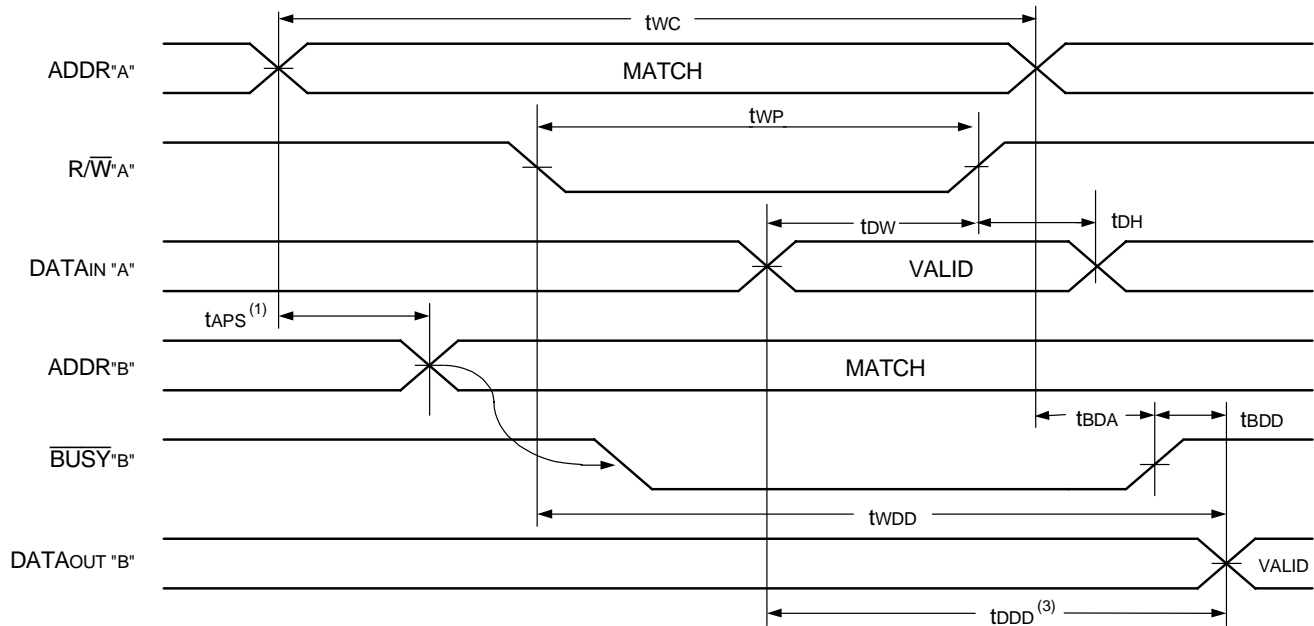 tWC
ADDR"A" MATCH
tWP
R/W̅"A"
tDW tDH
DATAIN "A" VALID
tAPS (1)
ADDR"B" MATCH
tBDA tBDD
B̅U̅S̅Y̅"B"
tWDD
DATAOUT "B" VALID
tDDD (3)